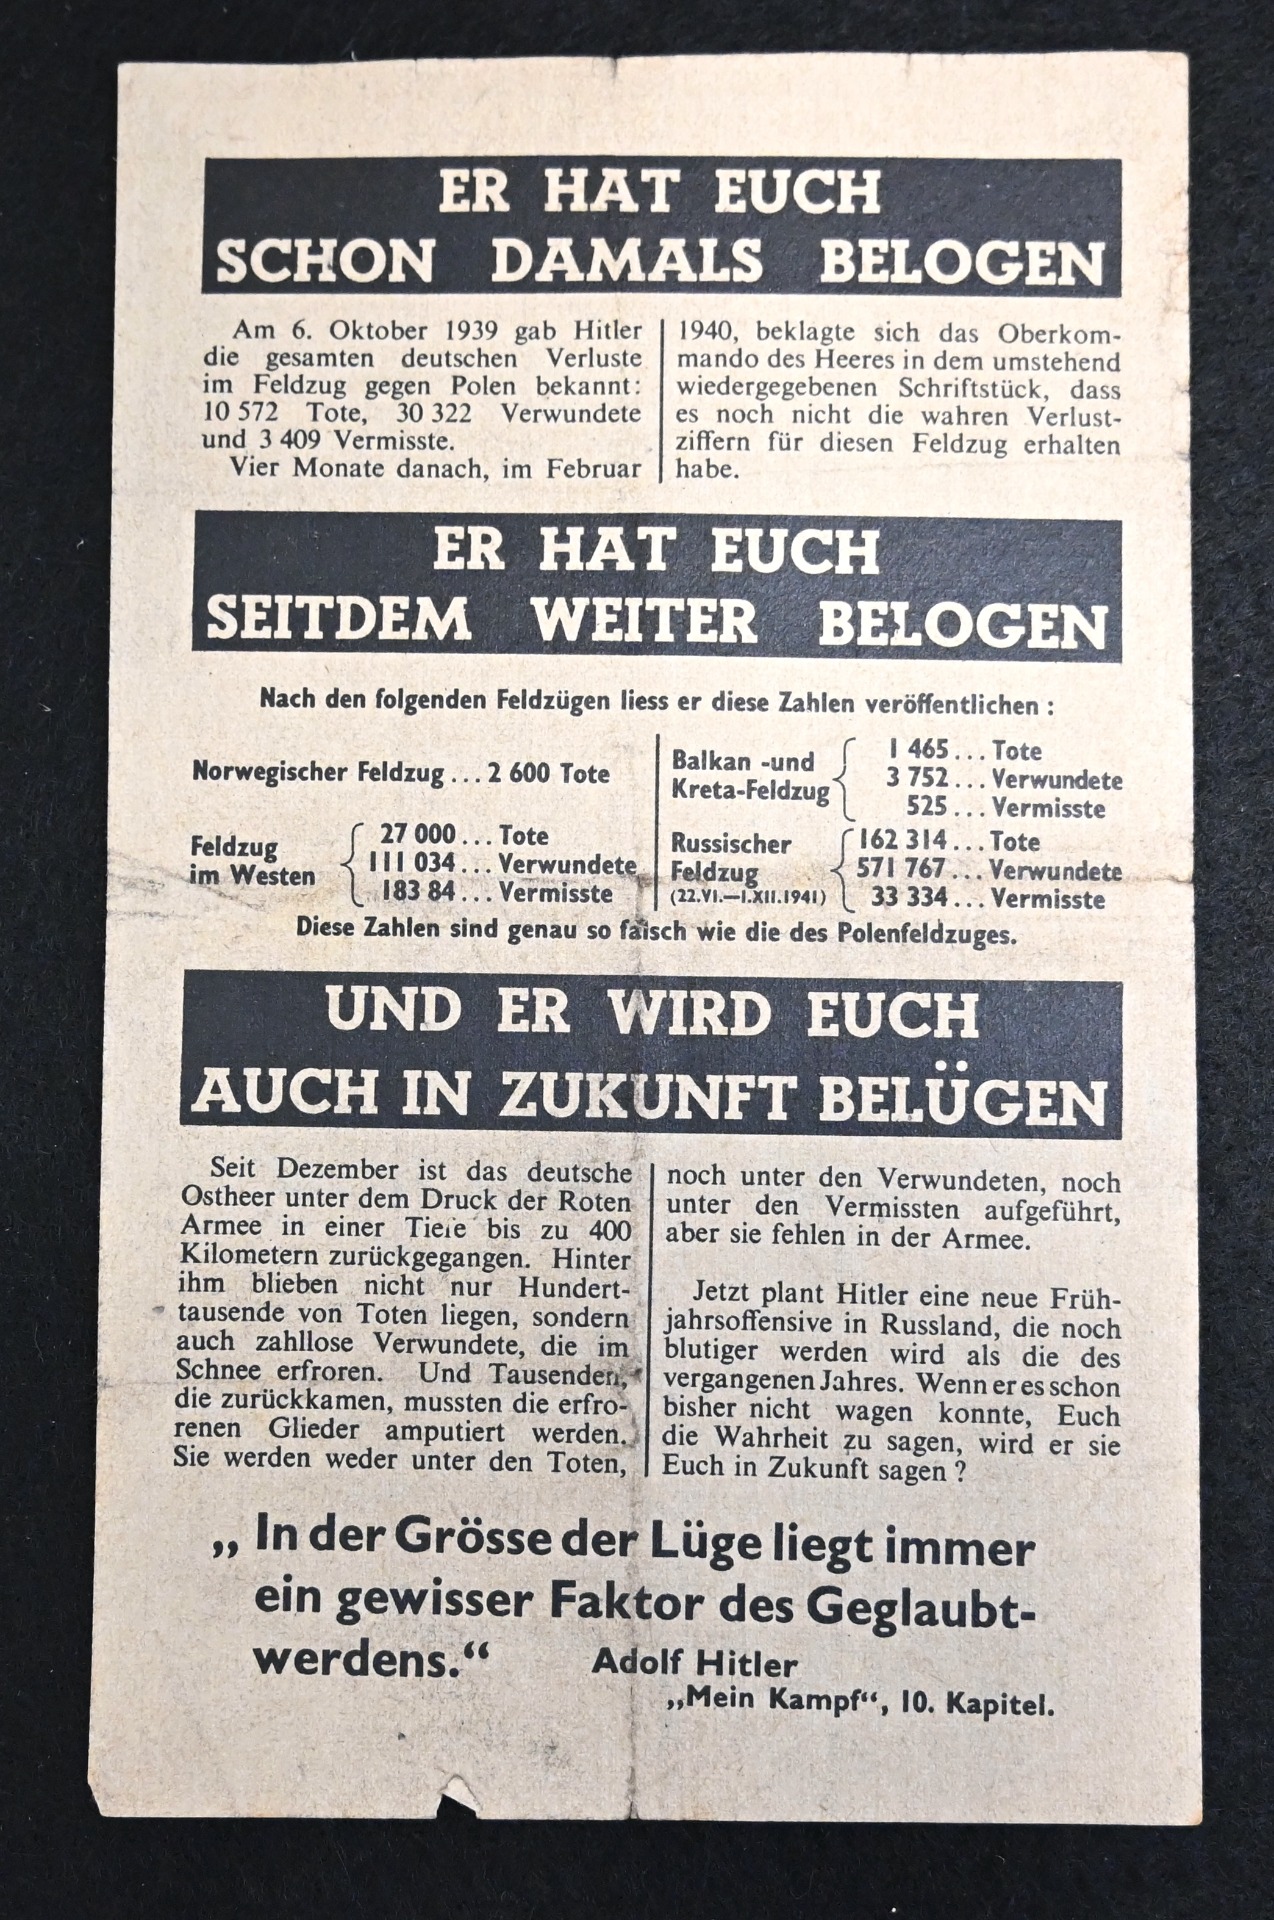 ER HAT EUCH
SCHON DAMALS BELOGEN
Am 6. Oktober 1939 gab Hitler
die gesamten deutschen Verluste
im Feldzug gegen Polen bekannt:
10 572 Tote, 30 322 Verwundete
und 3 409 Vermisste.
Vier Monate danach, im Februar
1940, beklagte sich das Oberkom-
mando des Heeres in dem umstehend
wiedergegebenen Schriftstück, dass
es noch nicht die wahren Verlust-
ziffern für diesen Feldzug erhalten
habe.
ER HAT EUCH
SEITDEM WEITER BELOGEN
Nach den folgenden Feldzügen liess er diese Zahlen veröffentlichen :
Norwegischer Feldzug ... 2 600 Tote
Feldzug
im Westen
27 000 ... Tote
111 034 ... Verwundete
183 84 ... Vermisste
Balkan -und
Kreta-Feldzug
1 465 ... Tote
3 752 ... Verwundete
525 ... Vermisste
Russischer
Feldzug
(22.VI.—1.XII.1941)
162 314 ... Tote
571 767 ... Verwundete
33 334 ... Vermisste
Diese Zahlen sind genau so falsch wie die des Polenfeldzuges.
UND ER WIRD EUCH
AUCH IN ZUKUNFT BELÜGEN
Seit Dezember ist das deutsche
Ostheer unter dem Druck der Roten
Armee in einer Tiefe bis zu 400
Kilometern zurückgegangen. Hinter
ihm blieben nicht nur Hundert-
tausende von Toten liegen, sondern
auch zahllose Verwundete, die im
Schnee erfroren. Und Tausenden,
die zurückkamen, mussten die erfro-
renen Glieder amputiert werden.
Sie werden weder unter den Toten,
noch unter den Verwundeten, noch
unter den Vermissten aufgeführt,
aber sie fehlen in der Armee.
Jetzt plant Hitler eine neue Früh-
jahrsoffensive in Russland, die noch
blutiger werden wird als die des
vergangenen Jahres. Wenn er es schon
bisher nicht wagen konnte, Euch
die Wahrheit zu sagen, wird er sie
Euch in Zukunft sagen ?
„ In der Grösse der Lüge liegt immer
ein gewisser Faktor des Geglaubt-
werdens.“ Adolf Hitler
„Mein Kampf“, 10. Kapitel.